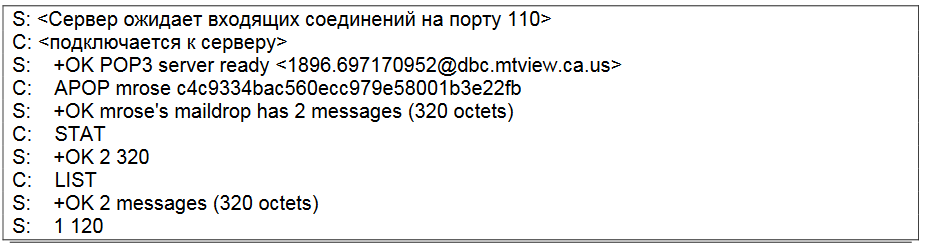 S: <Сервер ожидает входящих соединений на порту 110>
C: <подключается к серверу>
S: +OK POP3 server ready <1896.697170952@dbc.mtview.ca.us>
C: APOP mrose c4c9334bac560ecc979e58001b3e22fb
S: +OK mrose's maildrop has 2 messages (320 octets)
C: STAT
S: +OK 2 320
C: LIST
S: +OK 2 messages (320 octets)
S: 1 120